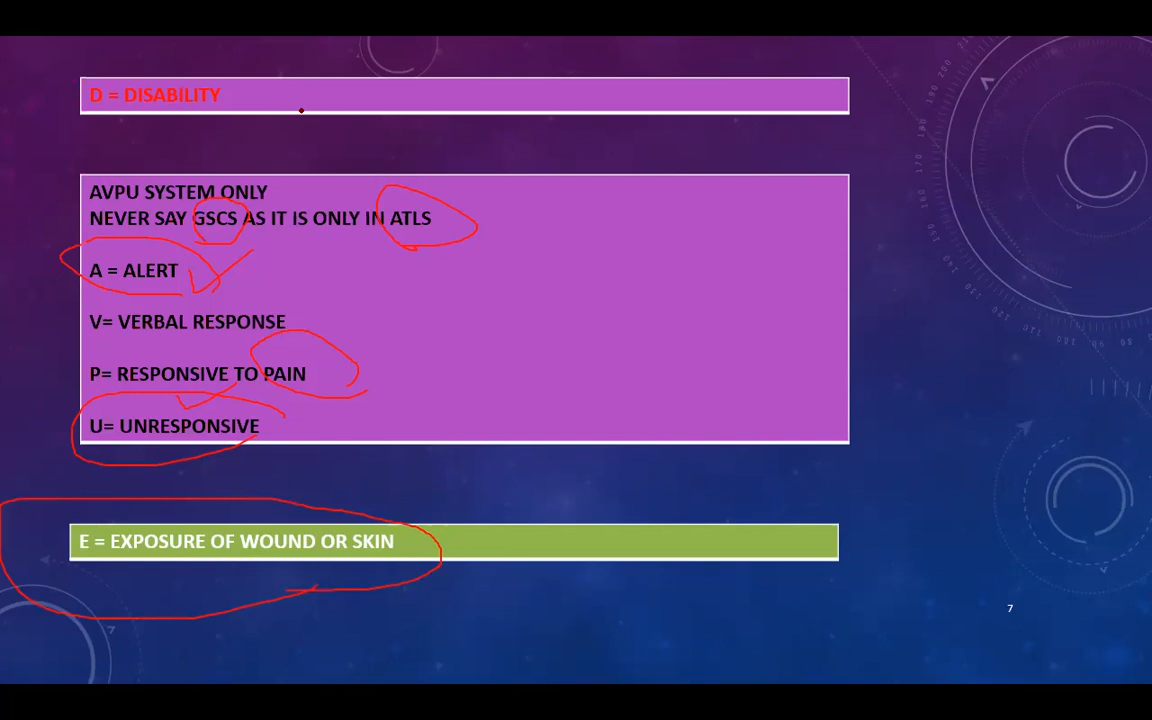 D = DISABILITY
AVPU SYSTEM ONLY
NEVER SAY GSCS AS IT IS ONLY IN ATLS
A = ALERT
V= VERBAL RESPONSE
P= RESPONSIVE TO PAIN
U= UNRESPONSIVE
E = EXPOSURE OF WOUND OR SKIN
7